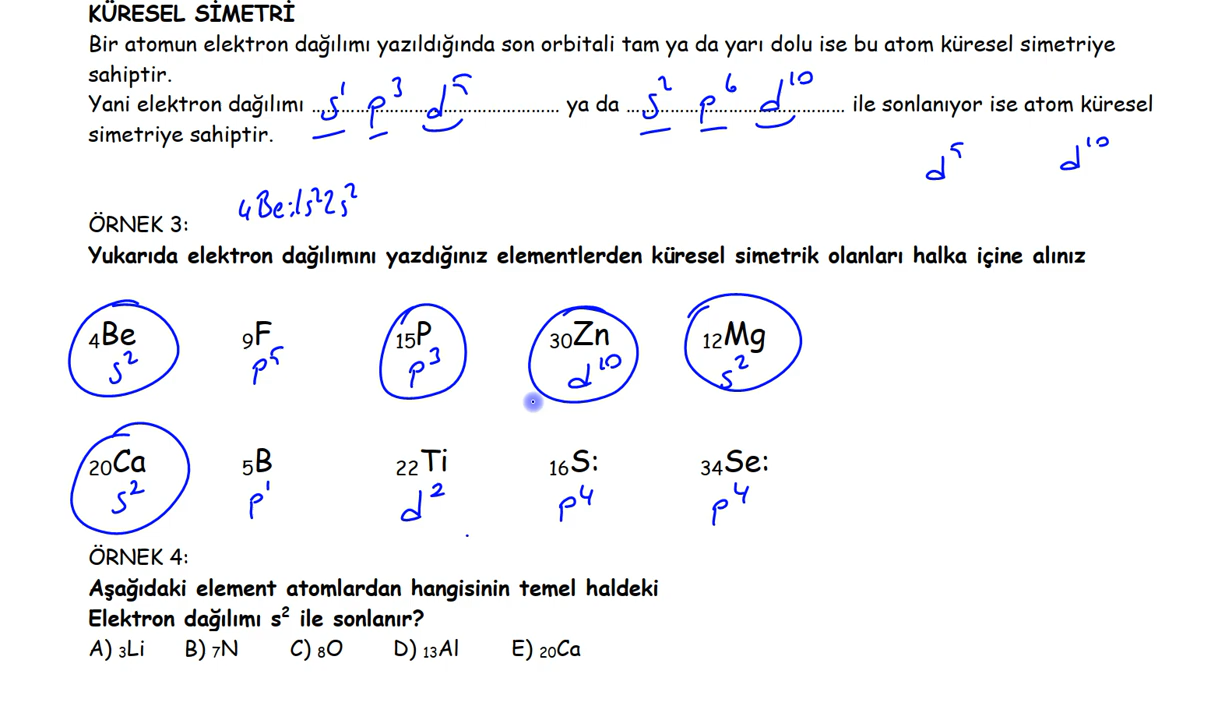 KÜRESEL SİMETRİ
Bir atomun elektron dağılımı yazıldığında son orbitali tam ya da yarı dolu ise bu atom küresel simetriye
sahiptir.
Yani elektron dağılımı ... s¹ p³ d⁵ ... ya da ... s² p⁶ d¹⁰ ... ile sonlanıyor ise atom küresel
simetriye sahiptir.
d⁵ d¹⁰
₄Be:1s²2s²
ÖRNEK 3:
Yukarıda elektron dağılımını yazdığınız elementlerden küresel simetrik olanları halka içine alınız
₄Be ₉F ₁₅P ₃₀Zn ₁₂Mg
s² p⁵ p³ d¹⁰ s²
₂₀Ca ₅B ₂₂Ti ₁₆S: ₃₄Se:
s² p¹ d² p⁴ p⁴
ÖRNEK 4:
Aşağıdaki element atomlardan hangisinin temel haldeki
Elektron dağılımı s² ile sonlanır?
A) ₃Li B) ₇N C) ₈O D) ₁₃Al E) ₂₀Ca